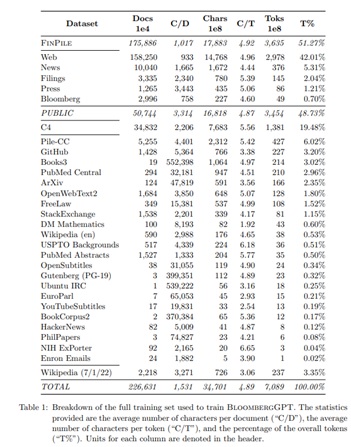 Dataset Docs 1e4 C/D Chars 1e8 C/T Toks 1e8 T%
FINPILE 175,886 1,017 17,883 4.92 3,635 51.27%
Web 158,250 933 14,768 4.96 2,978 42.01%
News 10,040 1,665 1,672 4.44 376 5.31%
Filings 3,335 2,340 780 5.39 145 2.04%
Press 1,265 3,443 435 5.06 86 1.21%
Bloomberg 2,996 758 227 4.60 49 0.70%
PUBLIC 50,744 3,314 16,818 4.87 3,454 48.73%
C4 34,832 2,206 7,683 5.56 1,381 19.48%
Pile-CC 5,255 4,401 2,312 5.42 427 6.02%
GitHub 1,428 5,364 766 3.38 227 3.20%
Books3 19 552,398 1,064 4.97 214 3.02%
PubMed Central 294 32,181 947 4.51 210 2.96%
ArXiv 124 47,819 591 3.56 166 2.35%
OpenWebText2 1,684 3,850 648 5.07 128 1.80%
FreeLaw 349 15,381 537 4.99 108 1.52%
StackExchange 1,538 2,201 339 4.17 81 1.15%
DM Mathematics 100 8,193 82 1.92 43 0.60%
Wikipedia (en) 590 2,988 176 4.65 38 0.53%
USPTO Backgrounds 517 4,339 224 6.18 36 0.51%
PubMed Abstracts 1,527 1,333 204 5.77 35 0.50%
OpenSubtitles 38 31,055 119 4.90 24 0.34%
Gutenberg (PG-19) 3 399,351 112 4.89 23 0.32%
Ubuntu IRC 1 539,222 56 3.16 18 0.25%
EuroParl 7 65,053 45 2.93 15 0.21%
YouTubeSubtitles 17 19,831 33 2.54 13 0.19%
BookCorpus2 2 370,384 65 5.36 12 0.17%
HackerNews 82 5,009 41 4.87 8 0.12%
PhilPapers 3 74,827 23 4.21 6 0.08%
NIH ExPorter 92 2,165 20 6.65 3 0.04%
Enron Emails 24 1,882 5 3.90 1 0.02%
Wikipedia (7/1/22) 2,218 3,271 726 3.06 237 3.35%
TOTAL 226,631 1,531 34,701 4.89 7,089 100.00%
Table 1: Breakdown of the full training set used to train BLOOMBERGGPT. The statistics
provided are the average number of characters per document (“C/D”), the average
number of characters per token (“C/T”), and the percentage of the overall tokens
(“T%”). Units for each column are denoted in the header.